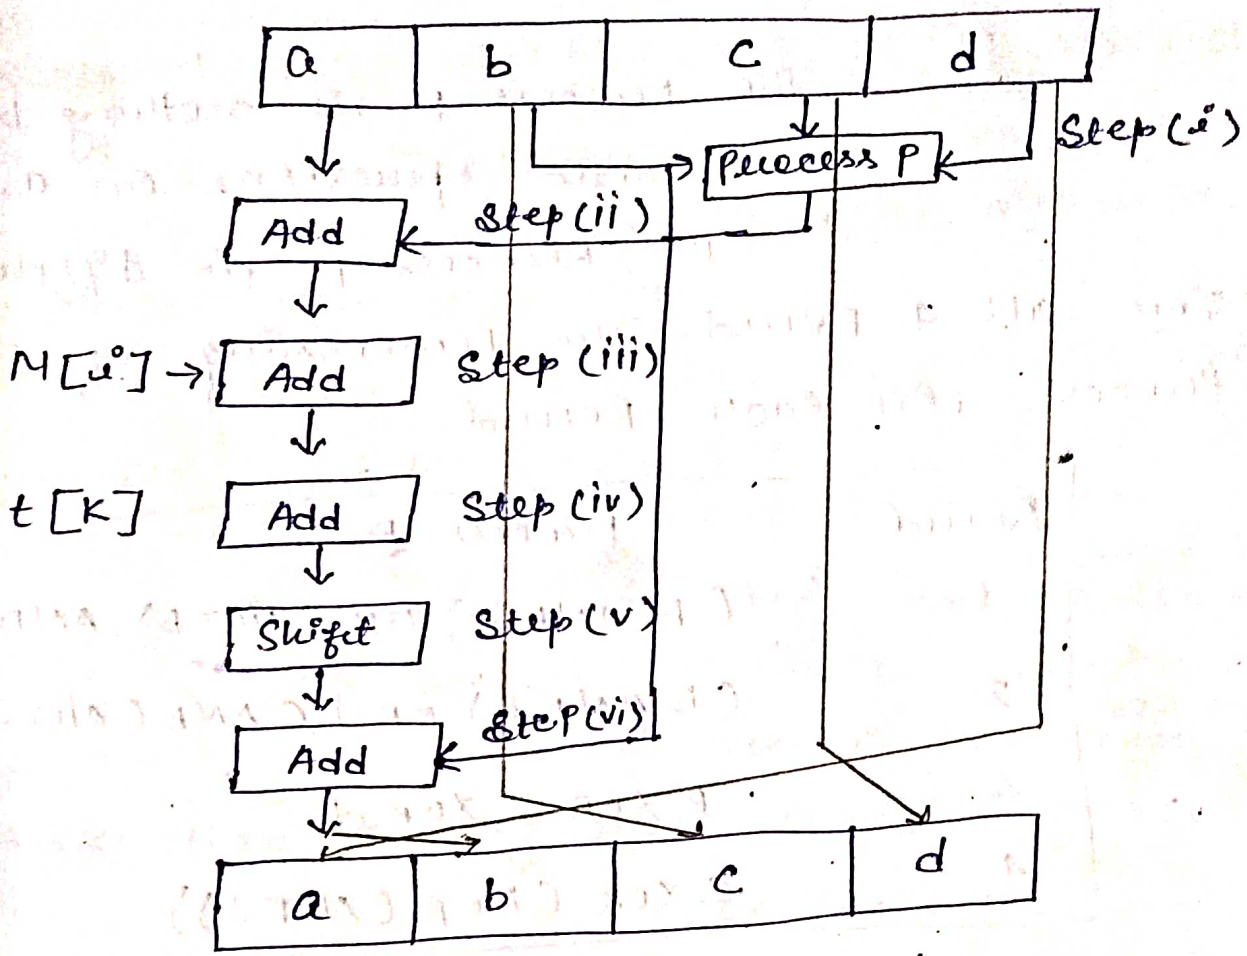 a b c d
Step (i)
Process P
Step (ii)
Add
M[i] → Add Step (iii)
t[K] Add Step (iv)
Shift Step (v)
Step (vi)
Add
a b c d